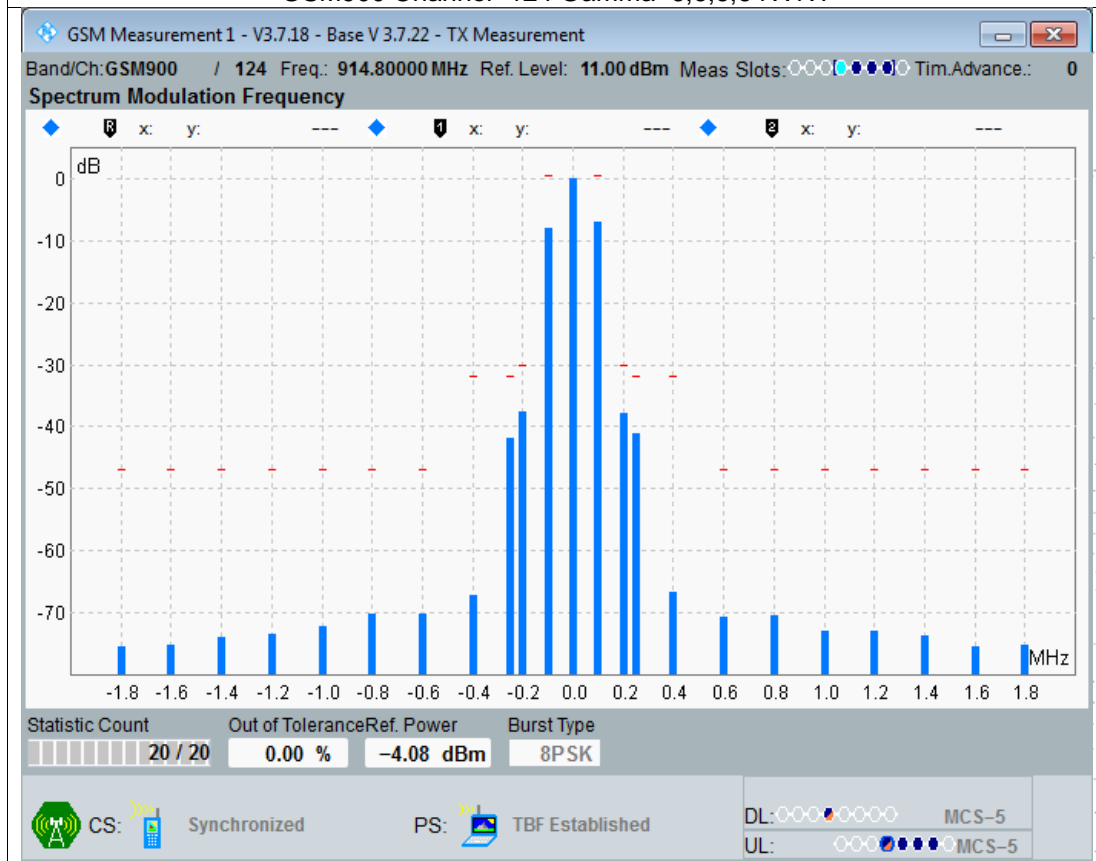 GSM Measurement 1 - V3.7.18 - Base V 3.7.22 - TX Measurement
Band/Ch:GSM900 / 124 Freq.: 914.80000 MHz Ref. Level: 11.00 dBm Meas Slots: Tim.Advance.: 0
Spectrum Modulation Frequency
R x: y: --- 1 x: y: --- 2 x: y: ---
dB
0
-10
-20
-30
-40
-50
-60
-70
MHz
-1.8 -1.6 -1.4 -1.2 -1.0 -0.8 -0.6 -0.4 -0.2 0.0 0.2 0.4 0.6 0.8 1.0 1.2 1.4 1.6 1.8
Statistic Count Out of Tolerance Ref. Power Burst Type
20 / 20 0.00 % −4.08 dBm 8PSK
CS: Synchronized PS: TBF Established
DL: MCS−5
UL: MCS−5